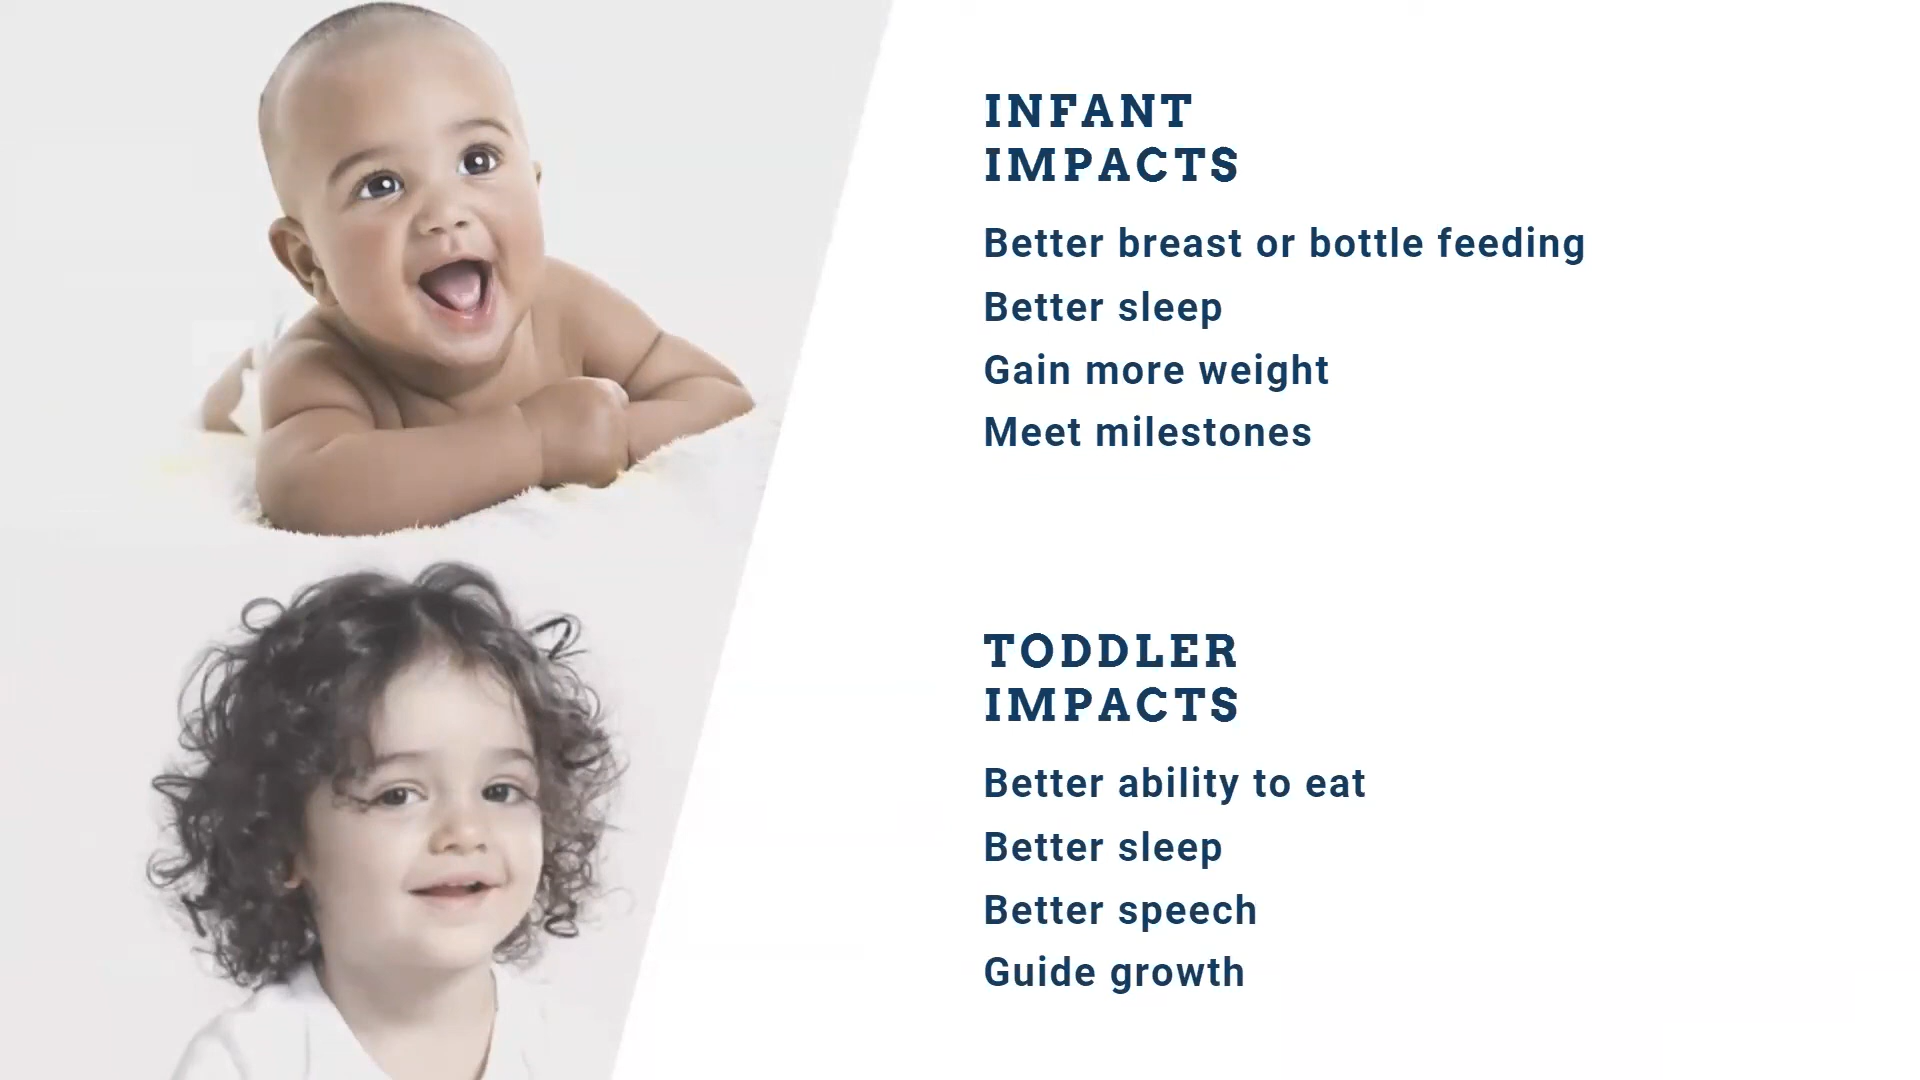 INFANT
IMPACTS
Better breast or bottle feeding
Better sleep
Gain more weight
Meet milestones
TODDLER
IMPACTS
Better ability to eat
Better sleep
Better speech
Guide growth